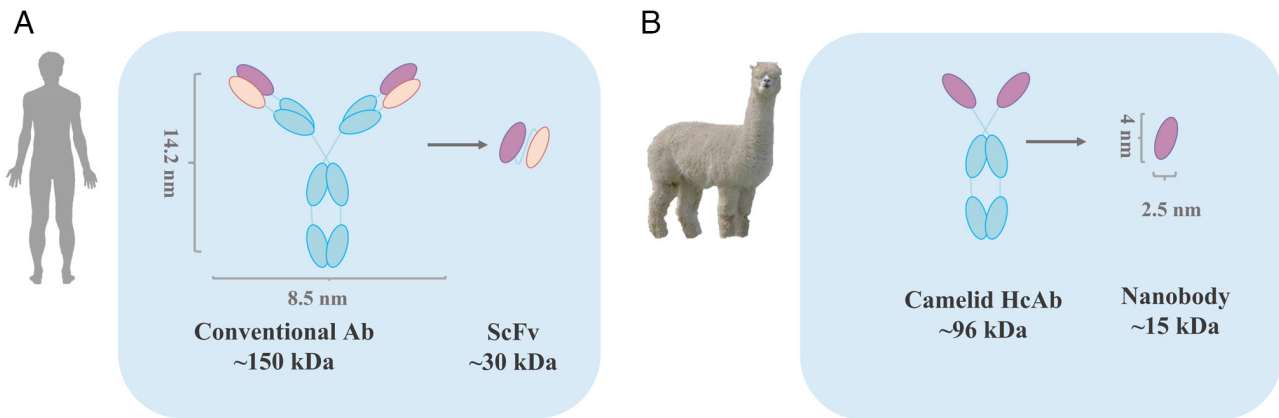 A
14.2 nm
8.5 nm
Conventional Ab
~150 kDa
ScFv
~30 kDa
B
4 nm
2.5 nm
Camelid HcAb
~96 kDa
Nanobody
~15 kDa